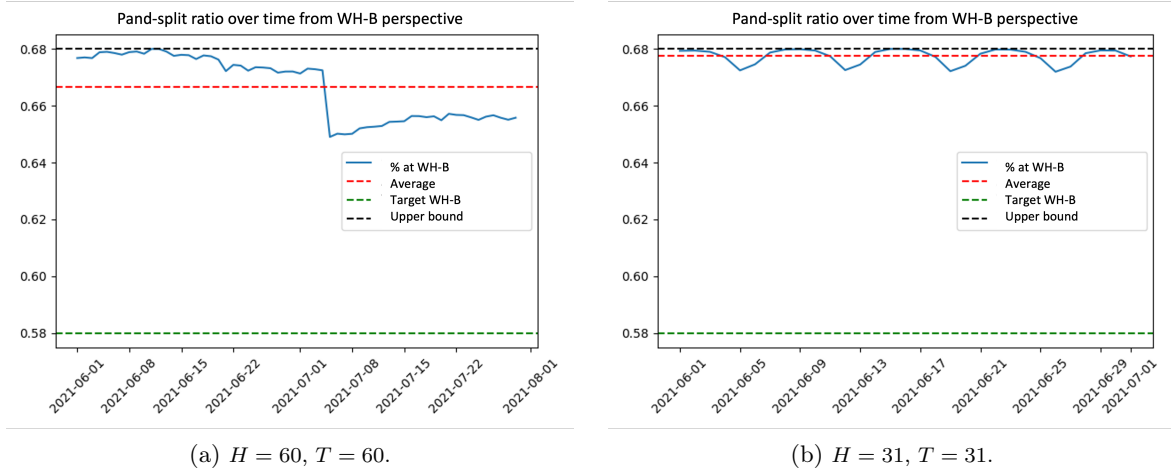 Pand-split ratio over time from WH-B perspective
0.68
0.66
0.64
0.62
0.60
0.58
% at WH-B
Average
Target WH-B
Upper bound
2021-06-01
2021-06-08
2021-06-15
2021-06-22
2021-07-01
2021-07-08
2021-07-15
2021-07-22
2021-08-01
(a) H = 60, T = 60.
Pand-split ratio over time from WH-B perspective
0.68
0.66
0.64
0.62
0.60
0.58
% at WH-B
Average
Target WH-B
Upper bound
2021-06-01
2021-06-05
2021-06-09
2021-06-13
2021-06-17
2021-06-21
2021-06-25
2021-06-29
2021-07-01
(b) H = 31, T = 31.